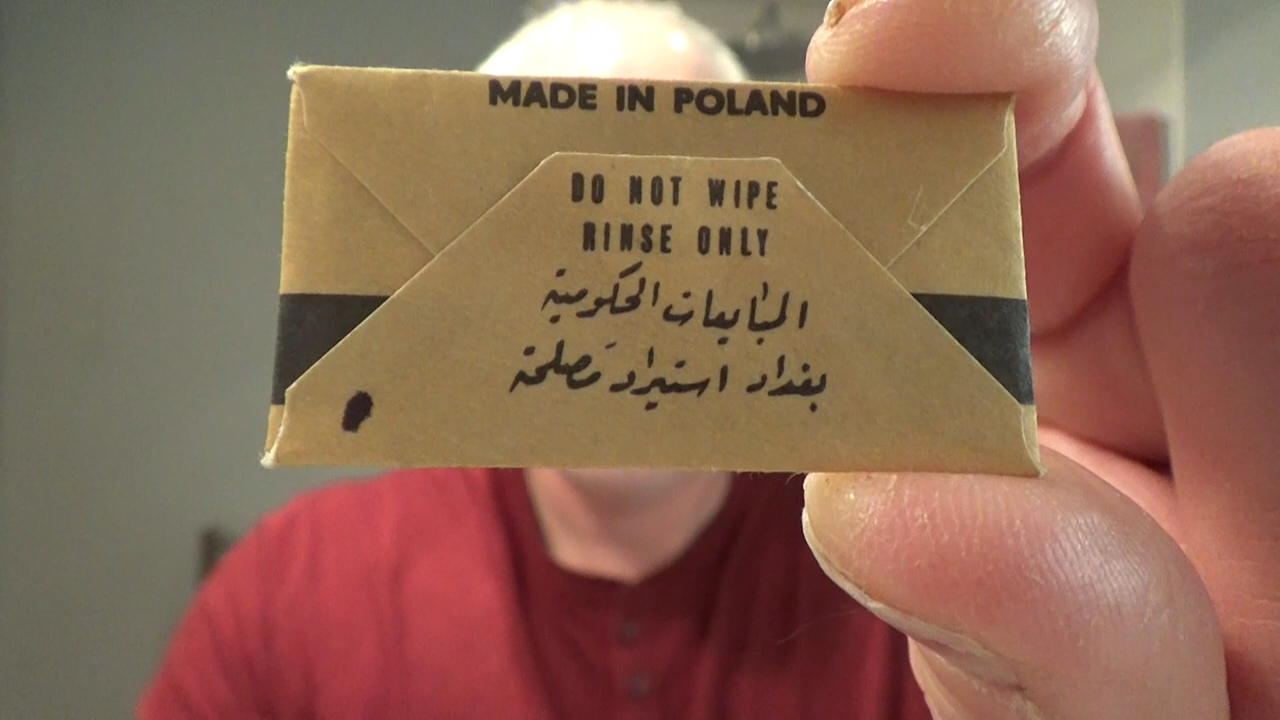 MADE IN POLAND
DO NOT WIPE
RINSE ONLY
المبايعات الحكومية
بغداد استيراد مصلحة